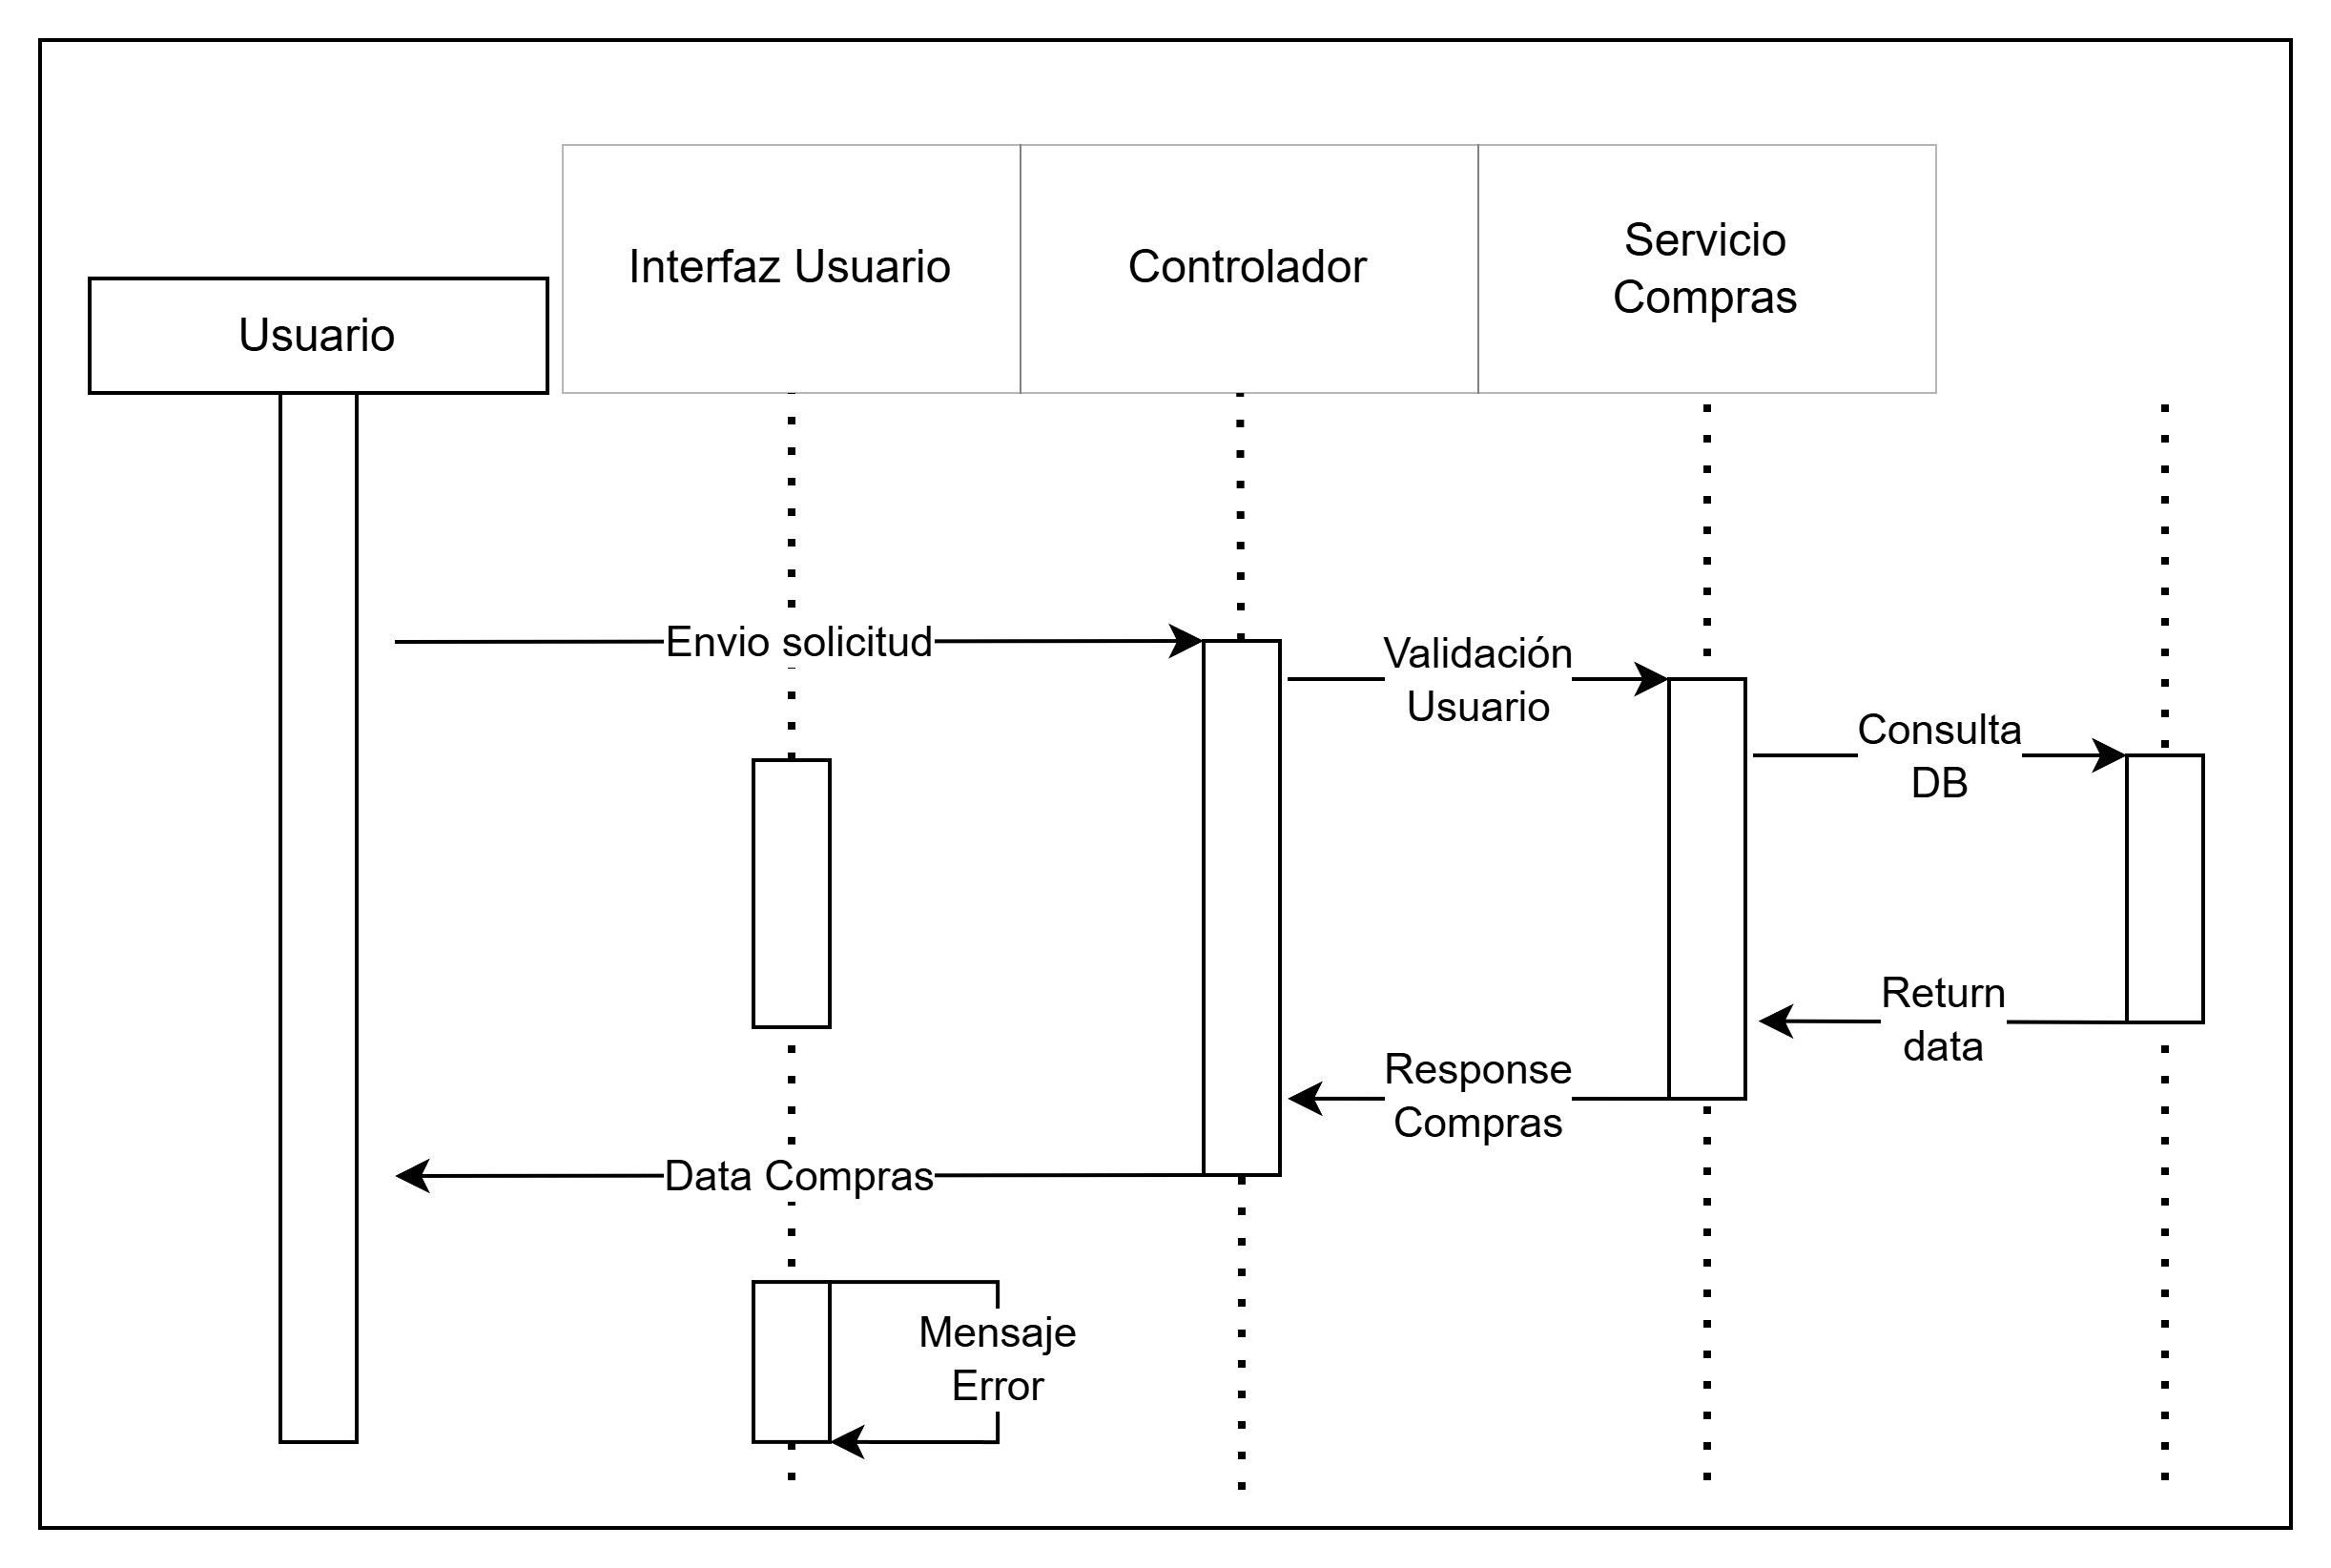 Usuario
Interfaz Usuario
Controlador
Servicio
Compras
Envio solicitud
Validación
Usuario
Consulta
DB
Return
data
Response
Compras
Data Compras
Mensaje
Error